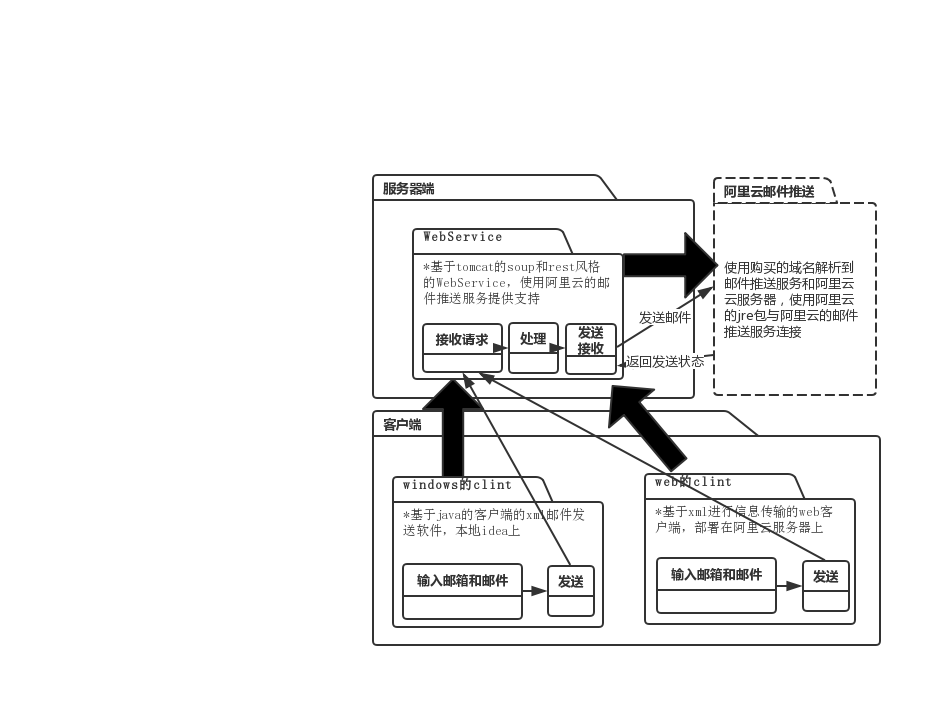 服务器端
阿里云邮件推送
WebService
*基于tomcat的soup和rest风格
的WebService，使用阿里云的邮
件推送服务提供支持
使用购买的域名解析到
邮件推送服务和阿里云
云服务器，使用阿里云
的jre包与阿里云的邮件
推送服务连接
发送邮件
接收请求
处理
发送
接收
返回发送状态
客户端
windows的clint
*基于java的客户端的xml邮件发
送软件，本地idea上
输入邮箱和邮件
发送
web的clint
*基于xml进行信息传输的web客
户端，部署在阿里云服务器上
输入邮箱和邮件
发送